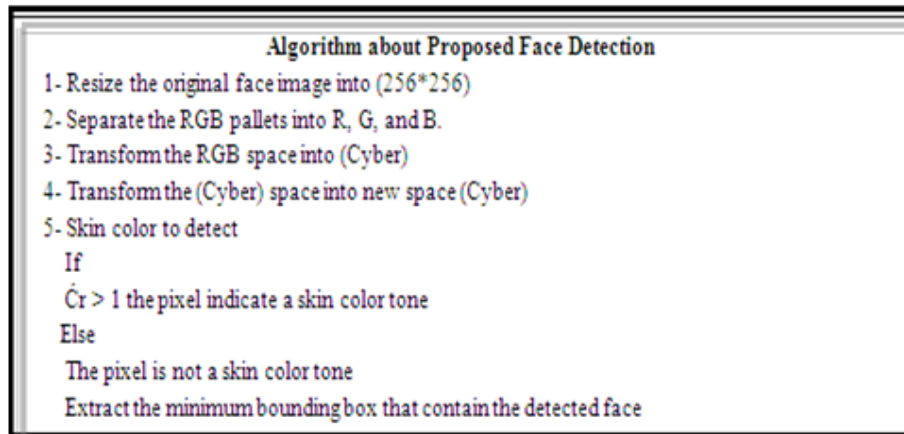 Algorithm about Proposed Face Detection
1- Resize the original face image into (256*256)
2- Separate the RGB pallets into R, G, and B.
3- Transform the RGB space into (Cyber)
4- Transform the (Cyber) space into new space (Cyber)
5- Skin color to detect
If
Ćr > 1 the pixel indicate a skin color tone
Else
The pixel is not a skin color tone
Extract the minimum bounding box that contain the detected face